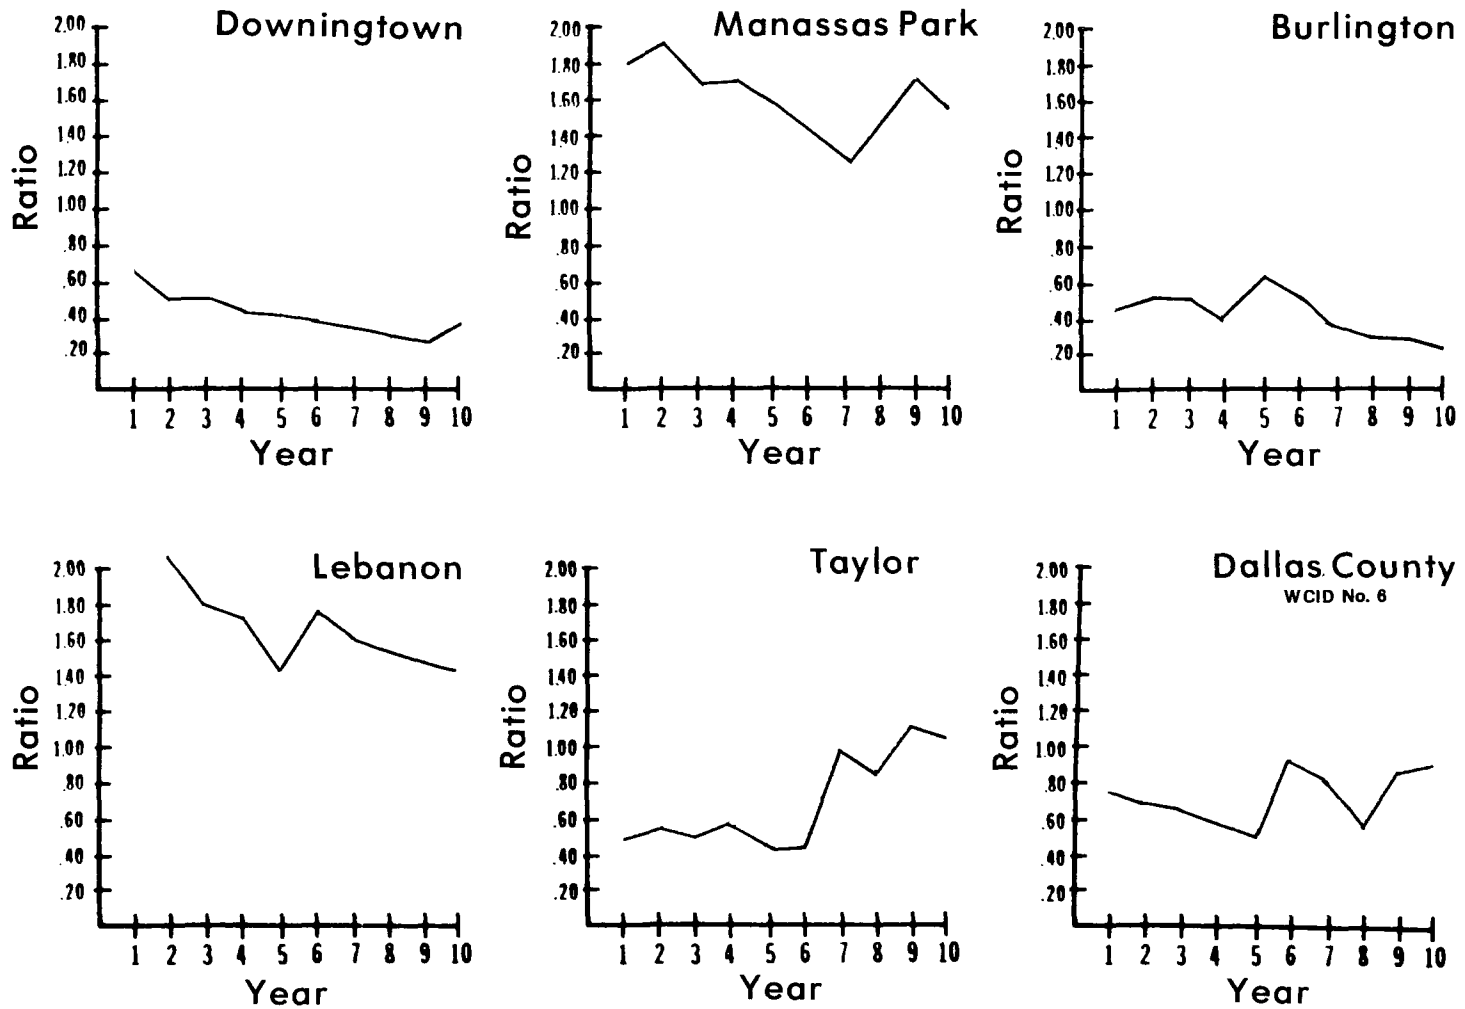 Downingtown
2.00
1.80
1.60
1.40
1.20
1.00
.80
.60
.40
.20
Ratio
1 2 3 4 5 6 7 8 9 10
Year
Manassas Park
2.00
1.80
1.60
1.40
1.20
1.00
.80
.60
.40
.20
Ratio
1 2 3 4 5 6 7 8 9 10
Year
Burlington
2.00
1.80
1.60
1.40
1.20
1.00
.80
.60
.40
.20
Ratio
1 2 3 4 5 6 7 8 9 10
Year
Lebanon
2.00
1.80
1.60
1.40
1.20
1.00
.80
.60
.40
.20
Ratio
1 2 3 4 5 6 7 8 9 10
Year
Taylor
2.00
1.80
1.60
1.40
1.20
1.00
.80
.60
.40
.20
Ratio
1 2 3 4 5 6 7 8 9 10
Year
Dallas County
WCID No. 6
2.00
1.80
1.60
1.40
1.20
1.00
.80
.60
.40
.20
Ratio
1 2 3 4 5 6 7 8 9 10
Year